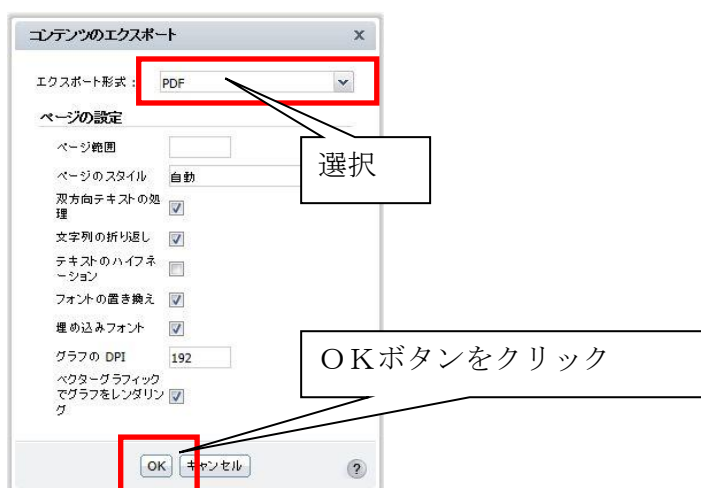 コンテンツのエクスポート x
エクスポート形式： PDF
ページの設定
選択
ページ範囲
ページのスタイル 自動
双方向テキストの処
理
文字列の折り返し
テキストのハイフネ
ーション
フォントの置き換え
埋め込みフォント
ＯＫボタンをクリック
グラフの DPI 192
ベクターグラフィック
でグラフをレンダリン
グ
OK キャンセル ?